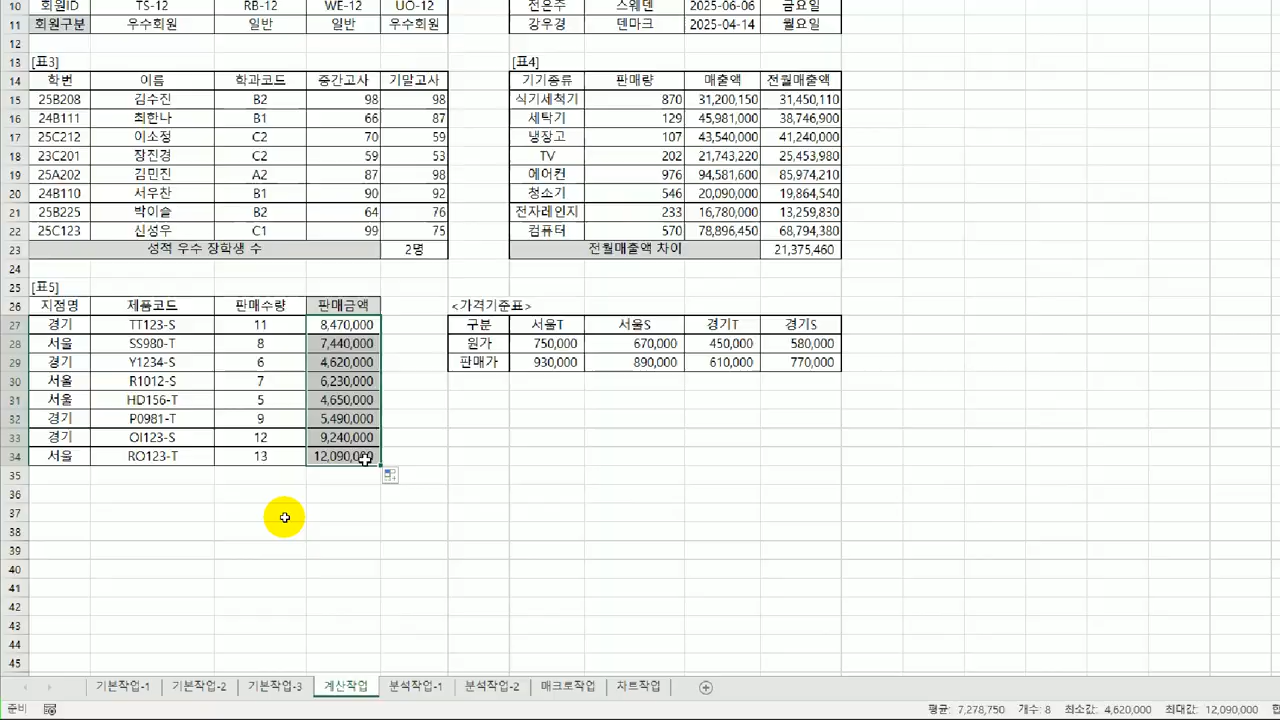 10 회원ID TS-12 RB-12 WE-12 UO-12 전은주 스웨덴 2025-06-06 금요일
11 회원구분 우수회원 일반 일반 우수회원 강우경 덴마크 2025-04-14 월요일
12
13 [표3] [표4]
14 학번 이름 학과코드 중간고사 기말고사 기기종류 판매량 매출액 전월매출액
15 25B208 김수진 B2 98 98 식기세척기 870 31,200,150 31,450,110
16 24B111 최한나 B1 66 87 세탁기 129 45,981,000 38,746,900
17 25C212 이소정 C2 70 59 냉장고 107 43,540,000 41,240,000
18 23C201 장진경 C2 59 53 TV 202 21,743,220 25,453,980
19 25A202 김민진 A2 87 98 에어컨 976 94,581,600 85,974,210
20 24B110 서우찬 B1 90 92 청소기 546 20,090,000 19,864,540
21 25B225 박이슬 B2 64 76 전자레인지 233 16,780,000 13,259,830
22 25C123 신성우 C1 99 75 컴퓨터 570 78,896,450 68,794,380
23 성적 우수 장학생 수 2명 전월매출액 차이 21,375,460
24
25 [표5]
26 지점명 제품코드 판매수량 판매금액 <가격기준표>
27 경기 TT123-S 11 8,470,000 구분 서울T 서울S 경기T 경기S
28 서울 SS980-T 8 7,440,000 원가 750,000 670,000 450,000 580,000
29 경기 Y1234-S 6 4,620,000 판매가 930,000 890,000 610,000 770,000
30 서울 R1012-S 7 6,230,000
31 서울 HD156-T 5 4,650,000
32 경기 P0981-T 9 5,490,000
33 경기 OI123-S 12 9,240,000
34 서울 RO123-T 13 12,090,000
35
36
37
38
39
40
41
42
43
44
45
기본작업-1 기본작업-2 기본작업-3 계산작업 분석작업-1 분석작업-2 매크로작업 차트작업
준비 평균: 7,278,750 개수: 8 최소값: 4,620,000 최대값: 12,090,000